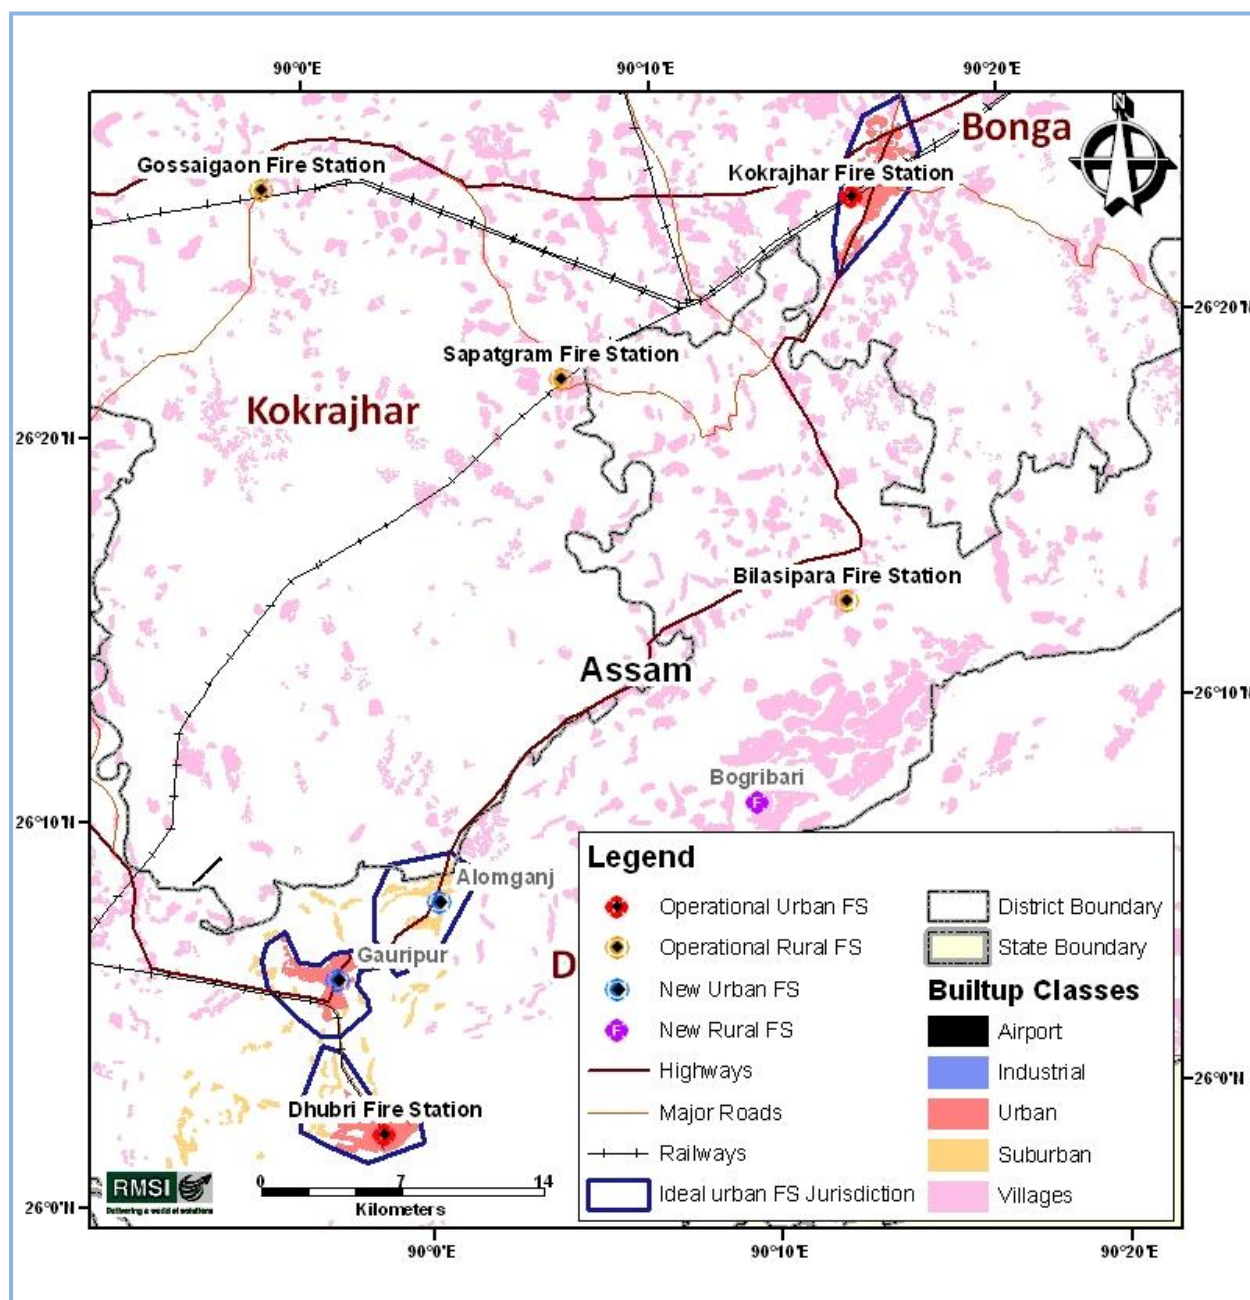 90°0'E 90°10'E 90°20'E
N
Bonga
Gossaigaon Fire Station
Kokrajhar Fire Station
26°20'N
Sapatgram Fire Station
Kokrajhar
26°20'N
Bilasipara Fire Station
Assam
26°10'N
Bogribari
F
26°10'N
Alomganj
Gauripur
D
26°0'N
Dhubri Fire Station
Legend
Operational Urban FS
Operational Rural FS
New Urban FS
F New Rural FS
Highways
Major Roads
Railways
Ideal urban FS Jurisdiction
District Boundary
State Boundary
Builtup Classes
Airport
Industrial
Urban
Suburban
Villages
RMSI
Delivering a world of solutions
0 7 14
Kilometers
26°0'N
90°0'E 90°10'E 90°20'E